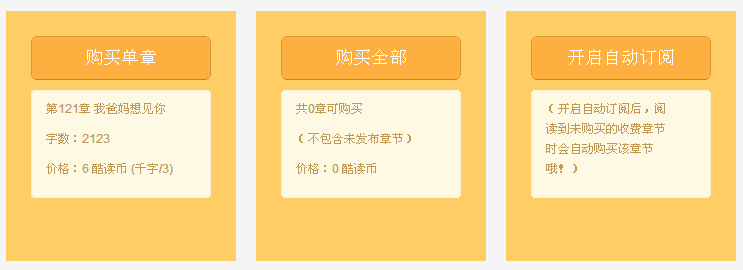 购买单章
第121章 我爸妈想见你
字数：2123
价格：6 酷读币 (千字/3)
购买全部
共0章可购买
（不包含未发布章节）
价格：0 酷读币
开启自动订阅
（开启自动订阅后，阅
读到未购买的收费章节
时会自动购买该章节
哦！）